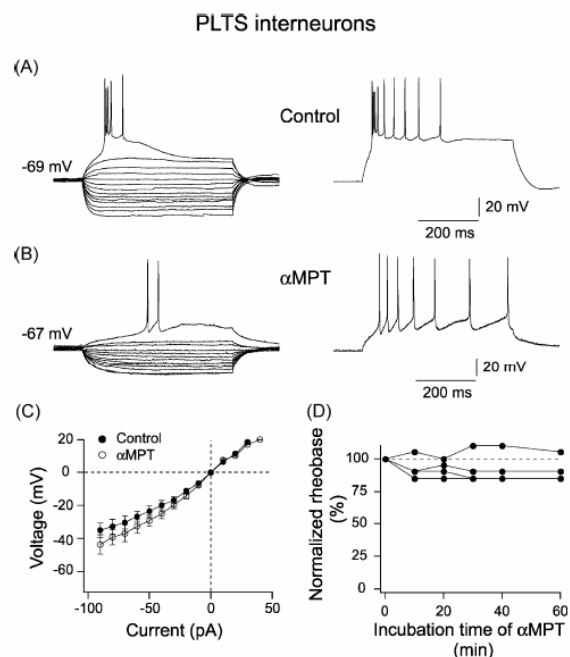 PLTS interneurons
(A)
Control
-69 mV
20 mV
200 ms
(B)
αMPT
-67 mV
20 mV
200 ms
(C)
Control
αMPT
20
0
-20
-40
-60
Voltage (mV)
-100
-50
0
50
Current (pA)
(D)
100
75
50
25
0
Normalized rheobase
(%)
0
20
40
60
Incubation time of αMPT
(min)